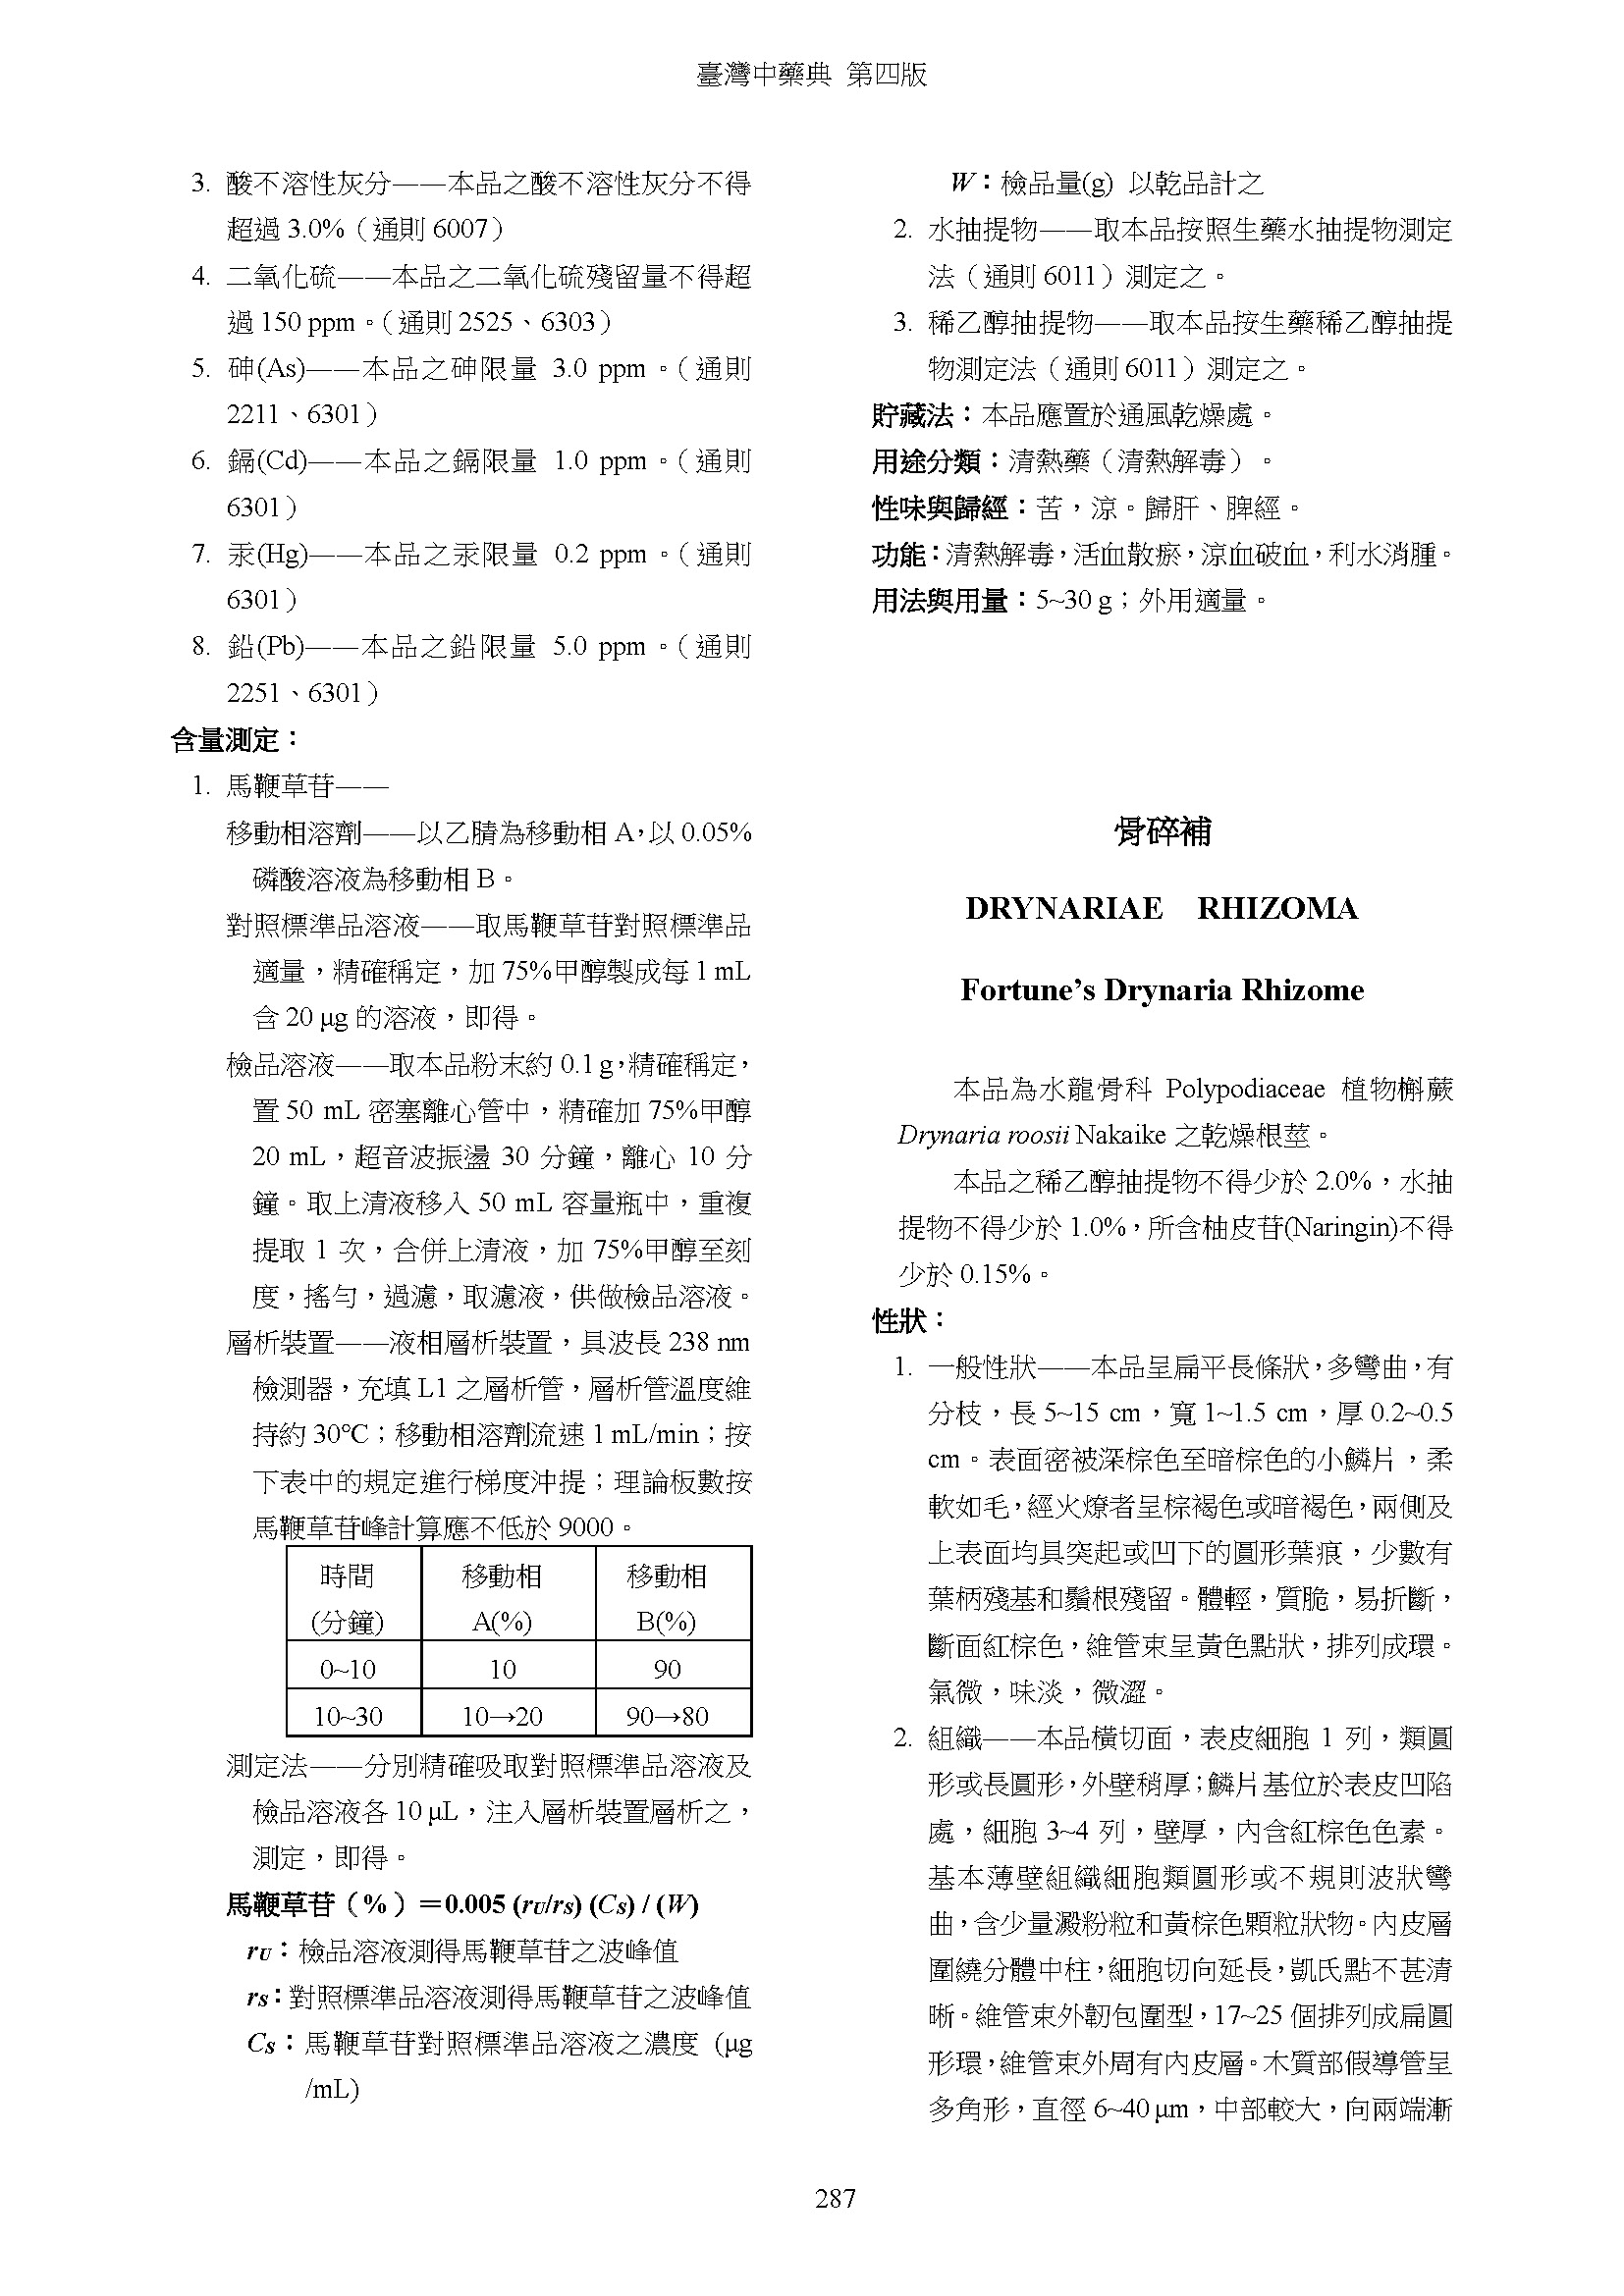 臺灣中藥典 第四版
3. 酸不溶性灰分——本品之酸不溶性灰分不得
超過 3.0%（通則 6007）
4. 二氧化硫——本品之二氧化硫殘留量不得超
過 150 ppm。（通則 2525、6303）
5. 砷(As)——本品之砷限量 3.0 ppm。（通則
2211、6301）
6. 鎘(Cd)——本品之鎘限量 1.0 ppm。（通則
6301）
7. 汞(Hg)——本品之汞限量 0.2 ppm。（通則
6301）
8. 鉛(Pb)——本品之鉛限量 5.0 ppm。（通則
2251、6301）
含量測定：
1. 馬鞭草苷——
移動相溶劑——以乙腈為移動相 A，以 0.05%
磷酸溶液為移動相 B。
對照標準品溶液——取馬鞭草苷對照標準品
適量，精確稱定，加 75%甲醇製成每 1 mL
含 20 μg 的溶液，即得。
檢品溶液——取本品粉末約 0.1 g，精確稱定，
置 50 mL 密塞離心管中，精確加 75%甲醇
20 mL，超音波振盪 30 分鐘，離心 10 分
鐘。取上清液移入 50 mL 容量瓶中，重複
提取 1 次，合併上清液，加 75%甲醇至刻
度，搖勻，過濾，取濾液，供做檢品溶液。
層析裝置——液相層析裝置，具波長 238 nm
檢測器，充填 L1 之層析管，層析管溫度維
持約 30℃；移動相溶劑流速 1 mL/min；按
下表中的規定進行梯度沖提；理論板數按
馬鞭草苷峰計算應不低於 9000。
時間 移動相 移動相
(分鐘) A(%) B(%)
0~10 10 90
10~30 10→20 90→80
測定法——分別精確吸取對照標準品溶液及
檢品溶液各 10 μL，注入層析裝置層析之，
測定，即得。
馬鞭草苷（%）＝0.005 (rU/rS) (CS) / (W)
rU：檢品溶液測得馬鞭草苷之波峰值
rS：對照標準品溶液測得馬鞭草苷之波峰值
CS：馬鞭草苷對照標準品溶液之濃度 (μg
/mL)
W：檢品量(g) 以乾品計之
2. 水抽提物——取本品按照生藥水抽提物測定
法（通則 6011）測定之。
3. 稀乙醇抽提物——取本品按生藥稀乙醇抽提
物測定法（通則 6011）測定之。
貯藏法：本品應置於通風乾燥處。
用途分類：清熱藥（清熱解毒）。
性味與歸經：苦，涼。歸肝、脾經。
功能：清熱解毒，活血散瘀，涼血破血，利水消腫。
用法與用量：5~30 g；外用適量。
骨碎補
DRYNARIAE RHIZOMA
Fortune’s Drynaria Rhizome
本品為水龍骨科 Polypodiaceae 植物槲蕨
Drynaria roosii Nakaike 之乾燥根莖。
本品之稀乙醇抽提物不得少於 2.0%，水抽
提物不得少於 1.0%，所含柚皮苷(Naringin)不得
少於 0.15%。
性狀：
1. 一般性狀——本品呈扁平長條狀，多彎曲，有
分枝，長 5~15 cm，寬 1~1.5 cm，厚 0.2~0.5
cm。表面密被深棕色至暗棕色的小鱗片，柔
軟如毛，經火燎者呈棕褐色或暗褐色，兩側及
上表面均具突起或凹下的圓形葉痕，少數有
葉柄殘基和鬚根殘留。體輕，質脆，易折斷，
斷面紅棕色，維管束呈黃色點狀，排列成環。
氣微，味淡，微澀。
2. 組織——本品橫切面，表皮細胞 1 列，類圓
形或長圓形，外壁稍厚；鱗片基位於表皮凹陷
處，細胞 3~4 列，壁厚，內含紅棕色色素。
基本薄壁組織細胞類圓形或不規則波狀彎
曲，含少量澱粉粒和黃棕色顆粒狀物。內皮層
圍繞分體中柱，細胞切向延長，凱氏點不甚清
晰。維管束外韌包圍型，17~25 個排列成扁圓
形環，維管束外周有內皮層。木質部假導管呈
多角形，直徑 6~40 μm，中部較大，向兩端漸
287